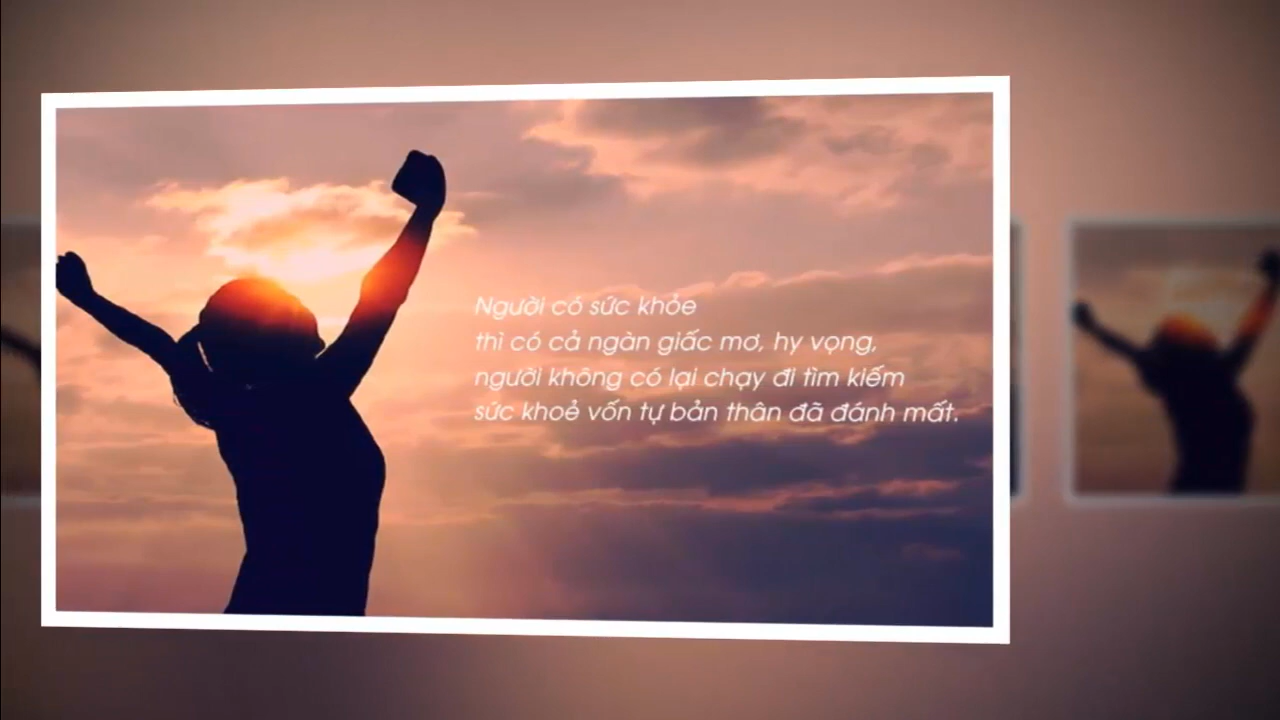 Người có sức khỏe
thì có cả ngàn giấc mơ, hy vọng,
người không có lại chạy đi tìm kiếm
sức khoẻ vốn tự bản thân đã đánh mất.